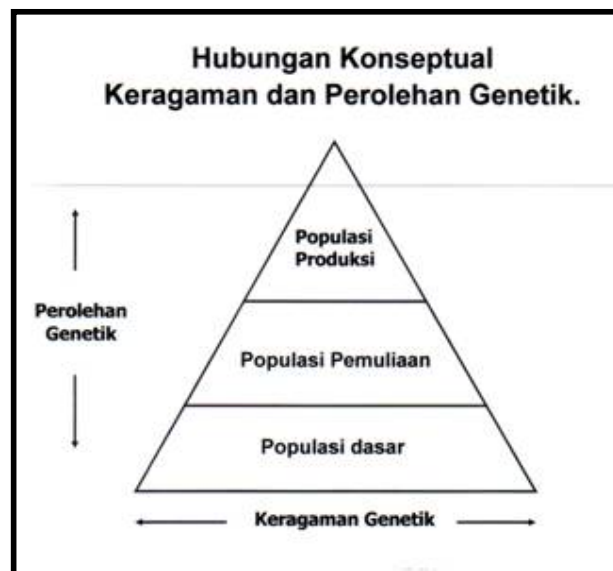 Hubungan Konseptual
Keragaman dan Perolehan Genetik.
Populasi
Produksi
Perolehan
Genetik
Populasi Pemuliaan
Populasi dasar
Keragaman Genetik